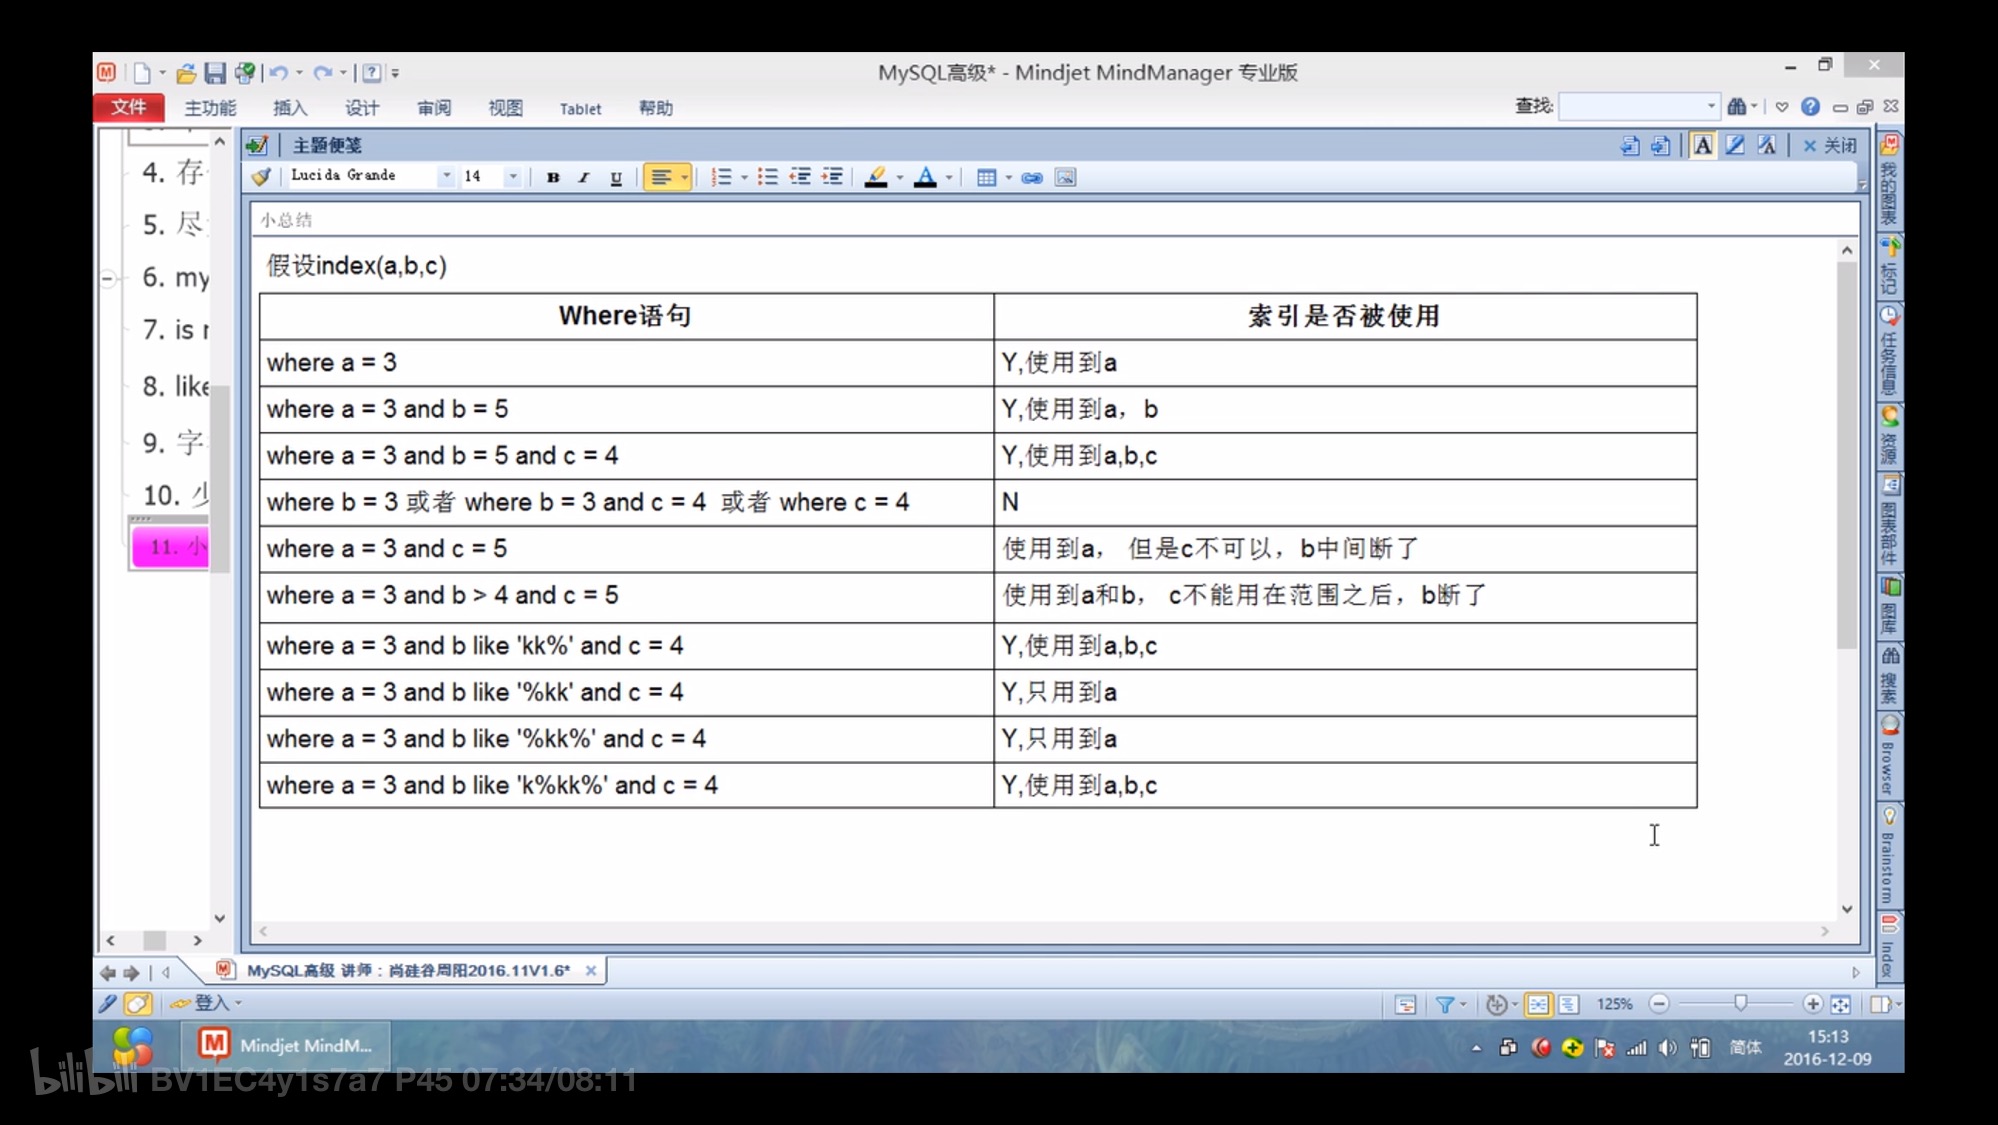 MySQL高级* - Mindjet MindManager 专业版
文件 主功能 插入 设计 审阅 视图 Tablet 帮助 查找:
主题便笺 关闭
Lucida Grande 14 B I U
小总结
4. 存
5. 尽
6. my
7. is
8. like
9. 字
10. 少
11. 小
假设index(a,b,c)
Where语句 索引是否被使用
where a = 3 Y,使用到a
where a = 3 and b = 5 Y,使用到a，b
where a = 3 and b = 5 and c = 4 Y,使用到a,b,c
where b = 3 或者 where b = 3 and c = 4 或者 where c = 4 N
where a = 3 and c = 5 使用到a， 但是c不可以，b中间断了
where a = 3 and b > 4 and c = 5 使用到a和b， c不能用在范围之后，b断了
where a = 3 and b like 'kk%' and c = 4 Y,使用到a,b,c
where a = 3 and b like '%kk' and c = 4 Y,只用到a
where a = 3 and b like '%kk%' and c = 4 Y,只用到a
where a = 3 and b like 'k%kk%' and c = 4 Y,使用到a,b,c
我的图表
标记
任务信息
资源
图表部件
图库
搜索
Browser
Brainstorm
Index
MySQL高级 讲师：尚硅谷周阳2016.11V1.6*
登入 125%
Mindjet MindM... 简体 15:13
2016-12-09
bilibili BV1EC4y1s7a7 P45 07:34/08:11